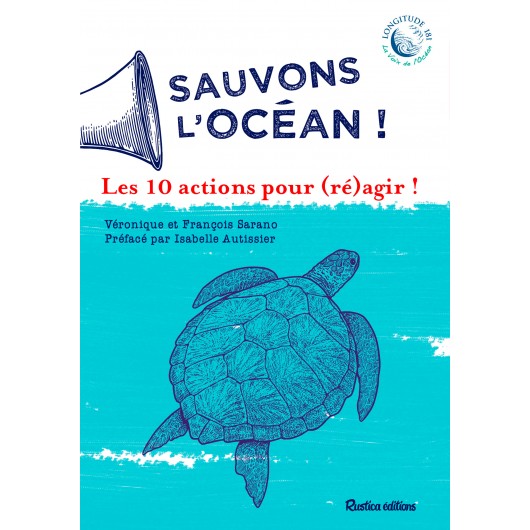 LONGITUDE 181
La Voix de l'Océan
SAUVONS
L'OCÉAN !
Les 10 actions pour (ré)agir !
Véronique et François Sarano
Préfacé par Isabelle Autissier
Rustica éditions